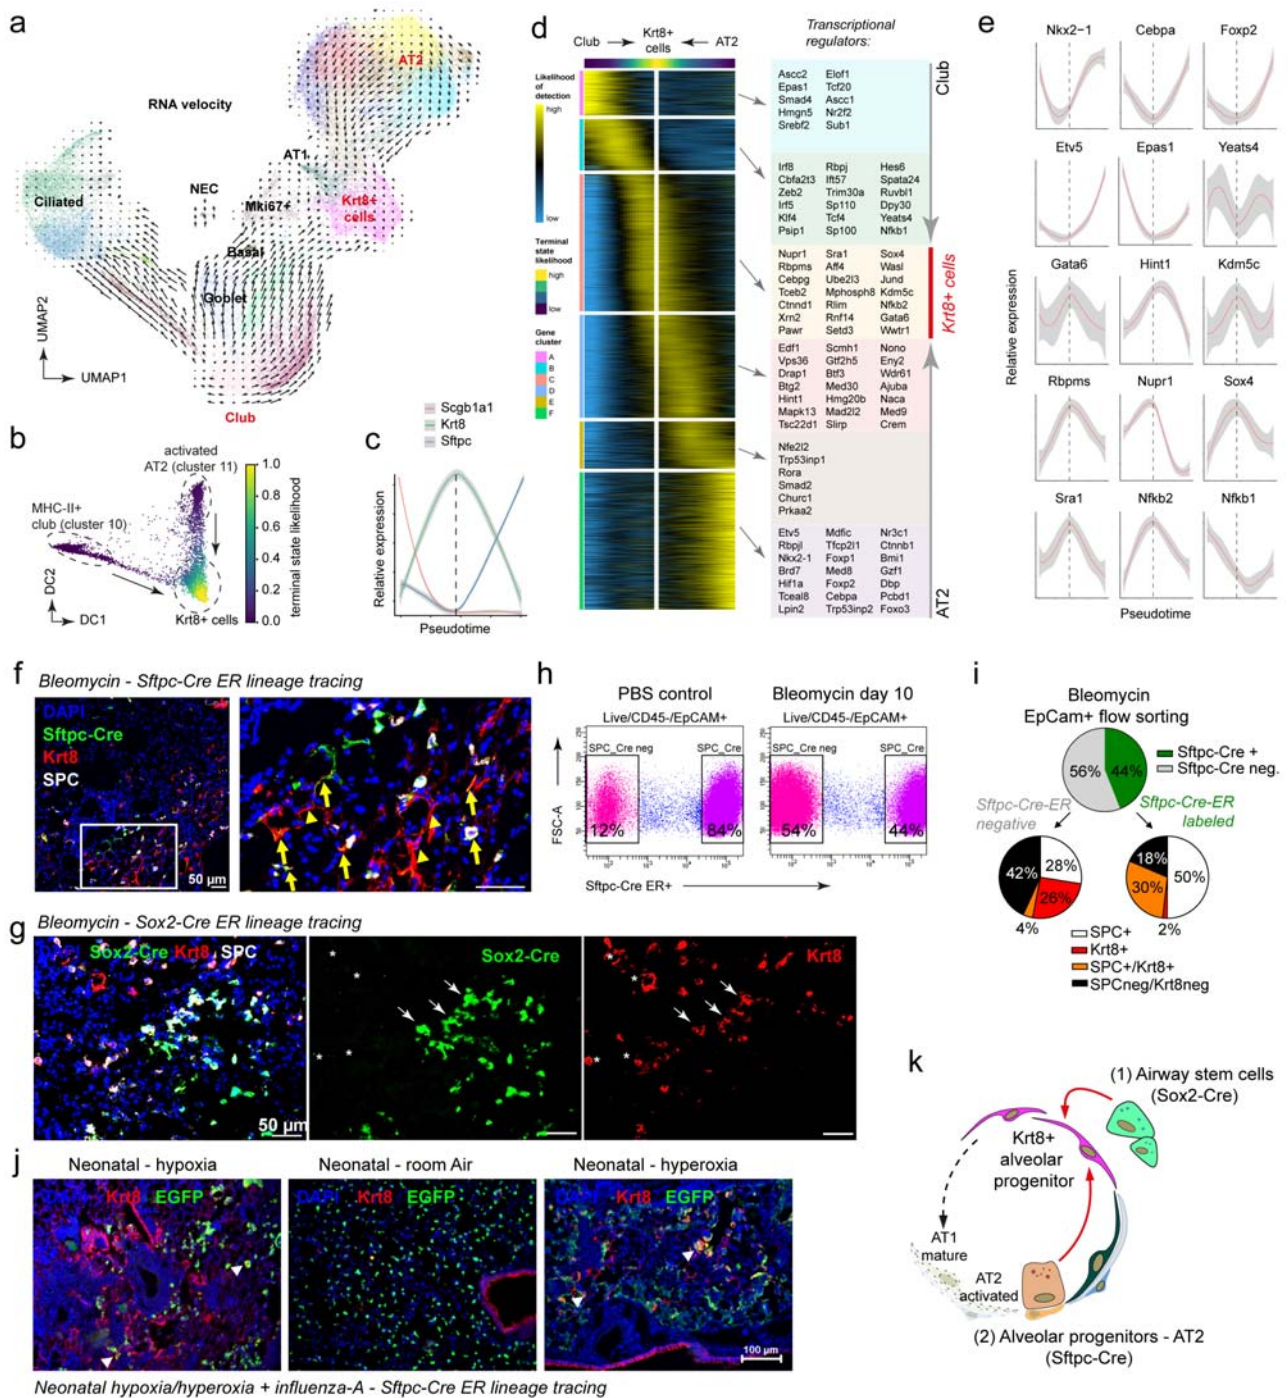 a
RNA velocity
AT2
AT1
NEC
Ciliated
Mki67+
Krt8+
cells
Basal
Goblet
Club
UMAP2
UMAP1
b
activated
AT2 (cluster 11)
MHC-II+
club (cluster 10)
Krt8+ cells
DC2
DC1
1.0
0.8
0.6
0.4
0.2
0.0
terminal state likelihood
Scgb1a1
Krt8
Sftpc
c
Relative expression
Pseudotime
d
Club
Krt8+
cells
AT2
Likelihood
of
detection
high
low
Terminal
state
likelihood
high
low
Gene
cluster
A
B
C
D
E
F
Transcriptional
regulators:
Ascc2 Elof1
Epas1 Tcf20
Smad4 Ascc1
Hmgn5 Nr2f2
Srebf2 Sub1
Irf8 Rbpj Hes6
Cbfa2t3 Ift57 Spata24
Zeb2 Trim30a Ruvbl1
Irf5 Sp110 Dpy30
Klf4 Tcf4 Yeats4
Psip1 Sp100 Nfkb1
Nupr1 Sra1 Sox4
Rbpms Aff4 Wasl
Cebpg Ube2l3 Jund
Tceb2 Mphosph8 Kdm5c
Ctnnd1 Rlim Nfkb2
Xrn2 Rnf14 Gata6
Pawr Setd3 Wwtr1
Edf1 Scmh1 Nono
Vps36 Gtf2h5 Eny2
Drap1 Btf3 Wdr61
Btg2 Med30 Ajuba
Hint1 Hmg20b Naca
Mapk13 Mad2l2 Med9
Tsc22d1 Slirp Crem
Nfe2l2
Trp53inp1
Rora
Smad2
Churc1
Prkaa2
Etv5 Mdfic Nr3c1
Rbpjl Tfcp2l1 Ctnnb1
Nkx2-1 Foxp1 Bmi1
Brd7 Med8 Gzf1
Hif1a Foxp2 Dbp
Tceal8 Cebpa Pcbd1
Lpin2 Trp53inp2 Foxo3
Club
Krt8+ cells
AT2
e
Nkx2−1 Cebpa Foxp2
Etv5 Epas1 Yeats4
Gata6 Hint1 Kdm5c
Rbpms Nupr1 Sox4
Sra1 Nfkb2 Nfkb1
Relative expression
Pseudotime
f
Bleomycin - Sftpc-Cre ER lineage tracing
DAPI
Sftpc-Cre
Krt8
SPC
50 µm
g
Bleomycin - Sox2-Cre ER lineage tracing
DAPI Sox2-Cre Krt8 SPC
50 µm
Sox2-Cre
Krt8
h
PBS control
Live/CD45-/EpCAM+
SPC_Cre neg
SPC_Cre
12%
84%
Bleomycin day 10
Live/CD45-/EpCAM+
SPC_Cre neg
SPC_Cre
54%
44%
FSC-A
Sftpc-Cre ER+
i
Bleomycin
EpCam+ flow sorting
56%
44%
Sftpc-Cre +
Sftpc-Cre neg.
Sftpc-Cre-ER
negative
Sftpc-Cre-ER
labeled
42%
28%
26%
4%
18%
50%
30%
2%
SPC+
Krt8+
SPC+/Krt8+
SPCneg/Krt8neg
j
Neonatal - hypoxia
Neonatal - room Air
Neonatal - hyperoxia
DAPI Krt8 EGFP
DAPI Krt8 EGFP
DAPI Krt8 EGFP
100 µm
Neonatal hypoxia/hyperoxia + influenza-A - Sftpc-Cre ER lineage tracing
k
(1) Airway stem cells
(Sox2-Cre)
Krt8+
alveolar
progenitor
AT1
mature
AT2
activated
(2) Alveolar progenitors - AT2
(Sftpc-Cre)